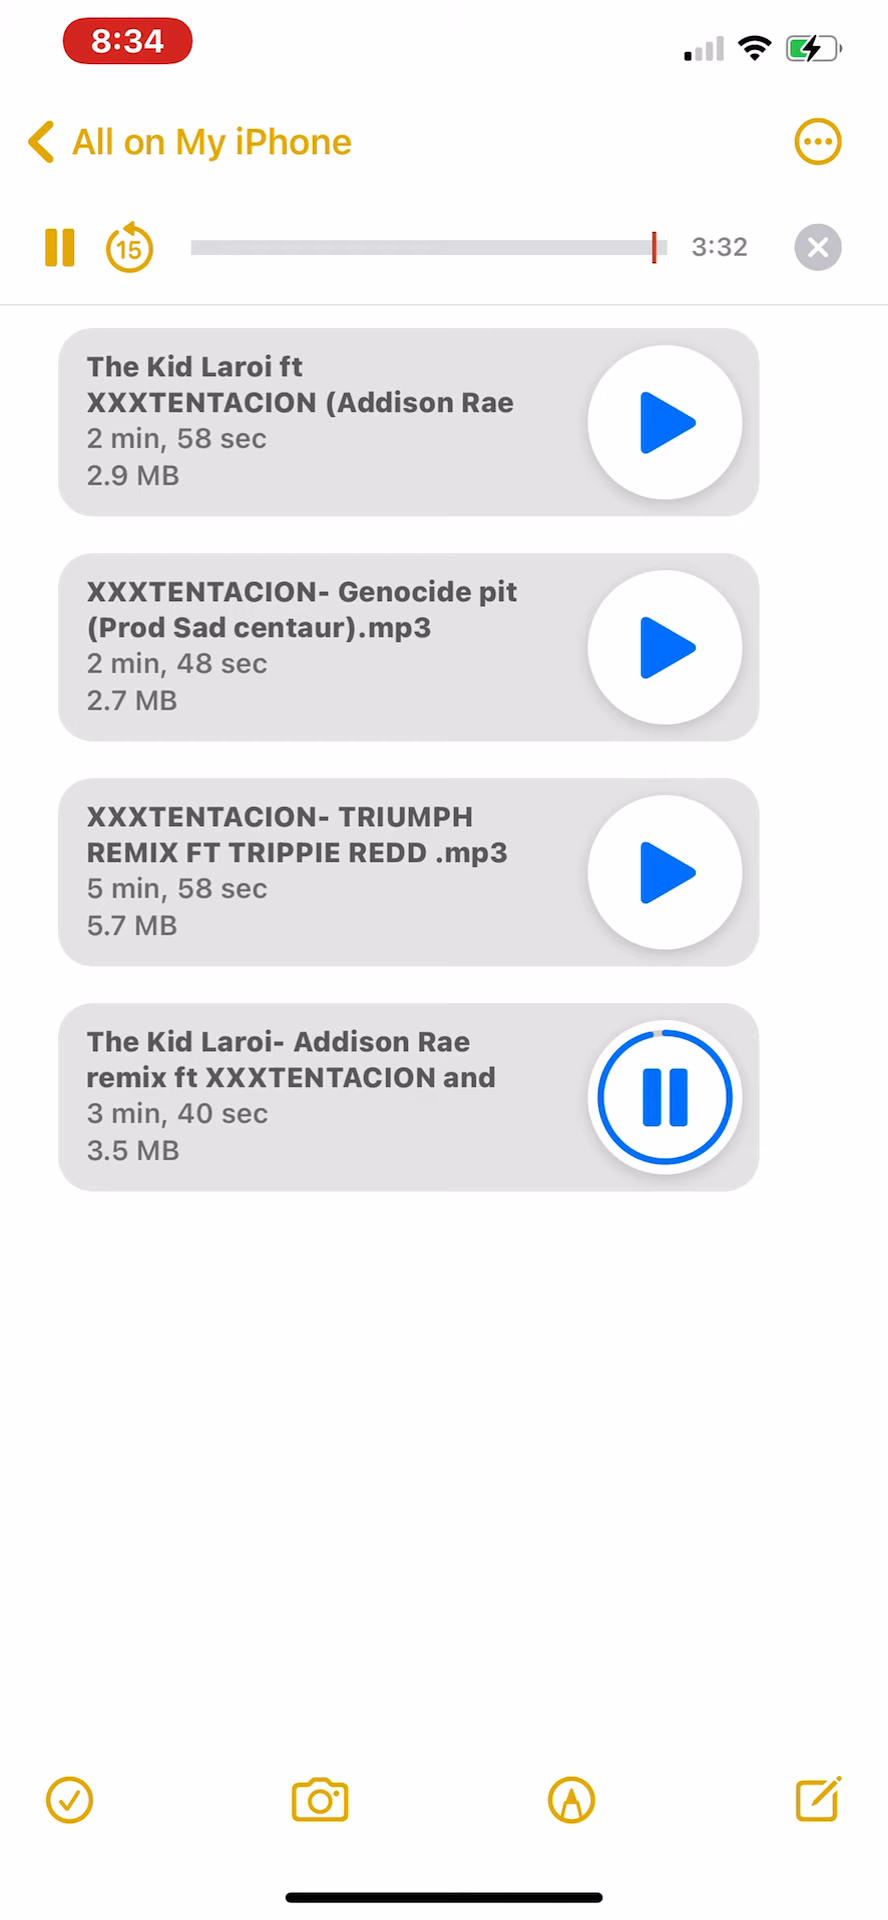 8:34
All on My iPhone
15
3:32
The Kid Laroi ft
XXXTENTACION (Addison Rae
2 min, 58 sec
2.9 MB
XXXTENTACION- Genocide pit
(Prod Sad centaur).mp3
2 min, 48 sec
2.7 MB
XXXTENTACION- TRIUMPH
REMIX FT TRIPPIE REDD .mp3
5 min, 58 sec
5.7 MB
The Kid Laroi- Addison Rae
remix ft XXXTENTACION and
3 min, 40 sec
3.5 MB